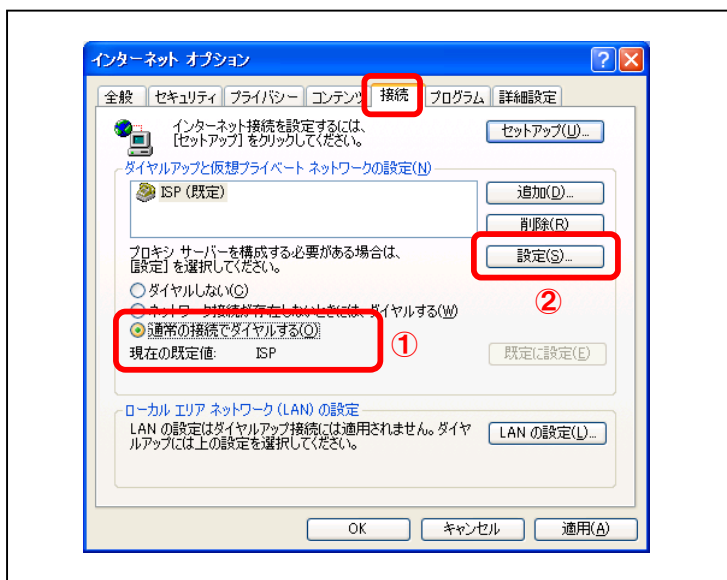 インターネット オプション
全般 セキュリティ プライバシー コンテンツ 接続 プログラム 詳細設定
インターネット接続を設定するには、
[セットアップ] をクリックしてください。
セットアップ(U)...
ダイヤルアップと仮想プライベート ネットワークの設定(N)
ISP (既定)
追加(D)...
削除(R)
プロキシ サーバーを構成する必要がある場合は、
[設定] を選択してください。
設定(S)...
ダイヤルしない(C)
ネットワーク接続が存在しないときには、ダイヤルする(W)
②
通常の接続でダイヤルする(O)
①
現在の既定値: ISP
既定に設定(E)
ローカル エリア ネットワーク (LAN) の設定
LAN の設定はダイヤルアップ接続には適用されません。ダイヤ
ルアップには上の設定を選択してください。
LAN の設定(L)...
OK キャンセル 適用(A)